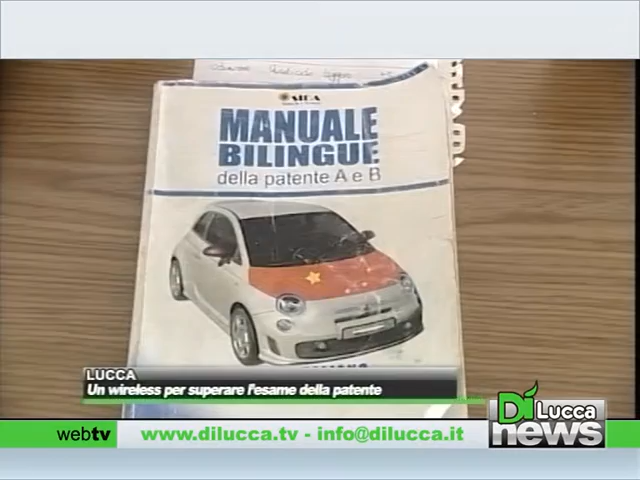 SIDA
MANUALE
BILINGUE
della patente A e B
LUCCA
Un wireless per superare l'esame della patente
Dì Lucca
news
webtv
www.dilucca.tv - info@dilucca.it